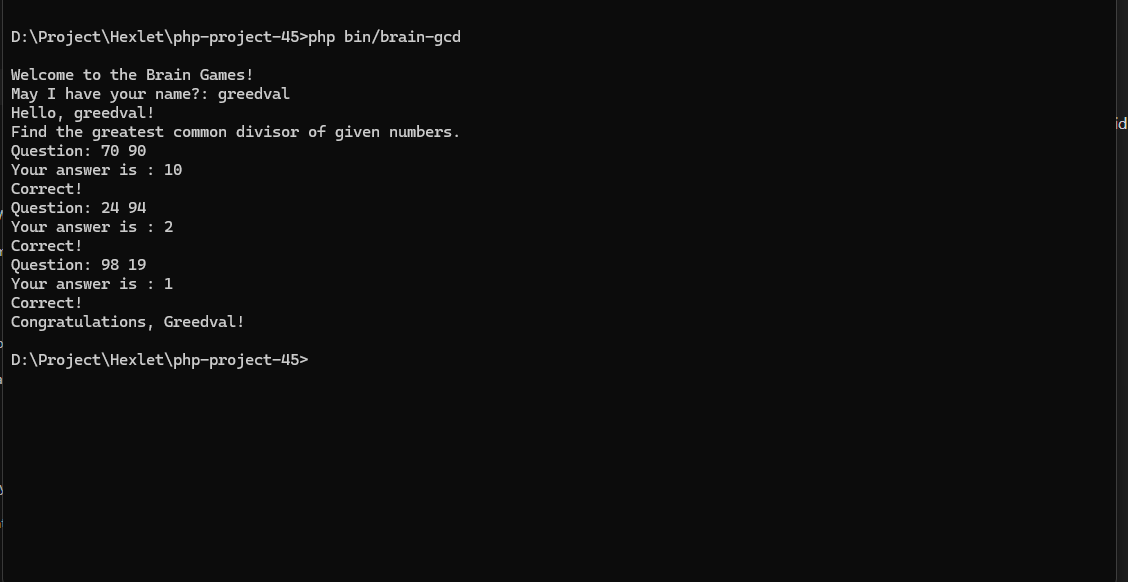 D:\Project\Hexlet\php-project-45>php bin/brain-gcd
Welcome to the Brain Games!
May I have your name?: greedval
Hello, greedval!
Find the greatest common divisor of given numbers.
id
Question: 70 90
Your answer is : 10
Correct!
Question: 24 94
Your answer is : 2
Correct!
Question: 98 19
Your answer is : 1
Correct!
Congratulations, Greedval!
D:\Project\Hexlet\php-project-45>